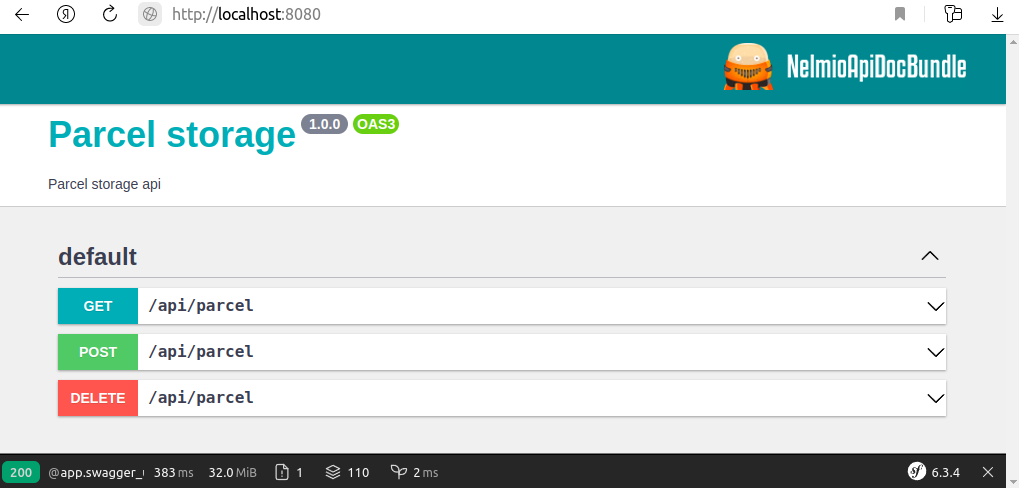 http://localhost:8080
NelmioApiDocBundle
Parcel storage 1.0.0 OAS3
Parcel storage api
default
GET /api/parcel
POST /api/parcel
DELETE /api/parcel
200 @app.swagger_ 383 ms 32.0 MiB 1 110 2 ms sf 6.3.4